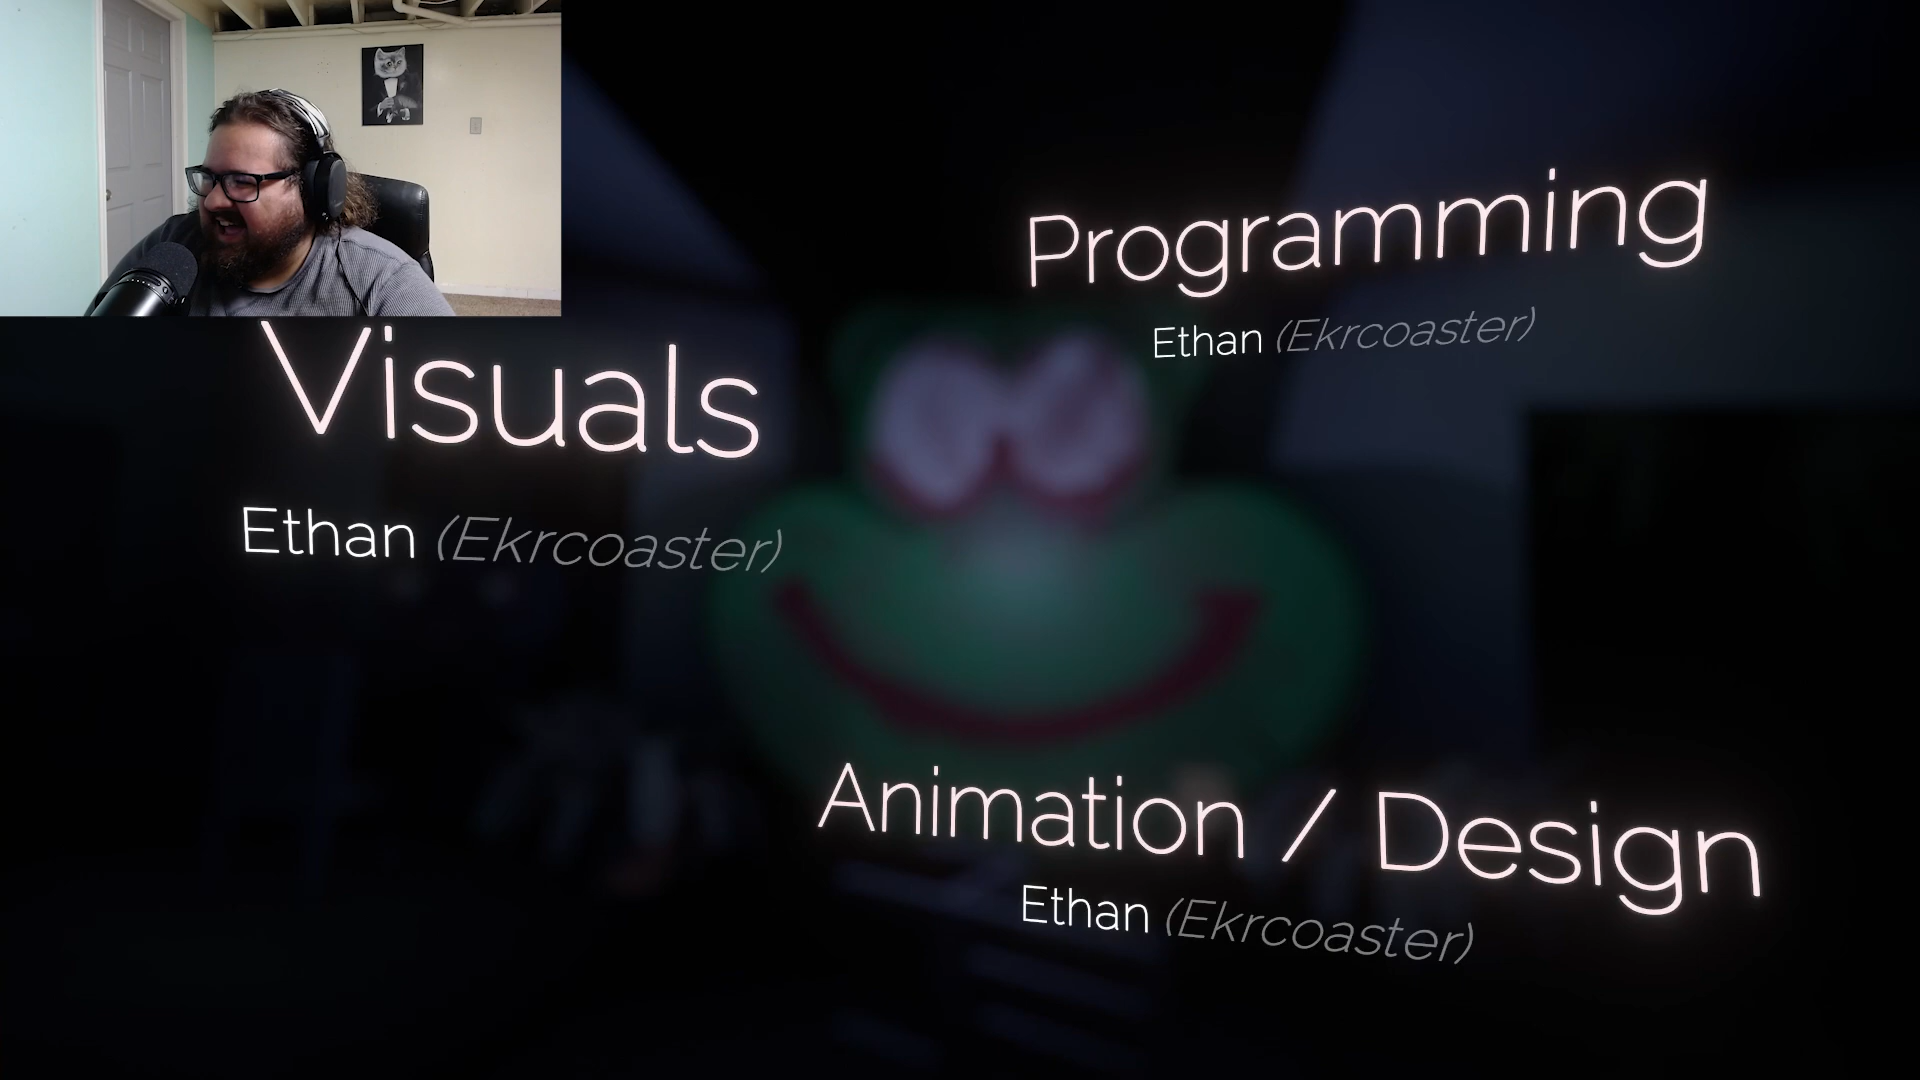 Programming
Ethan (Ekrcoaster)
Visuals
Ethan (Ekrcoaster)
Animation / Design
Ethan (Ekrcoaster)